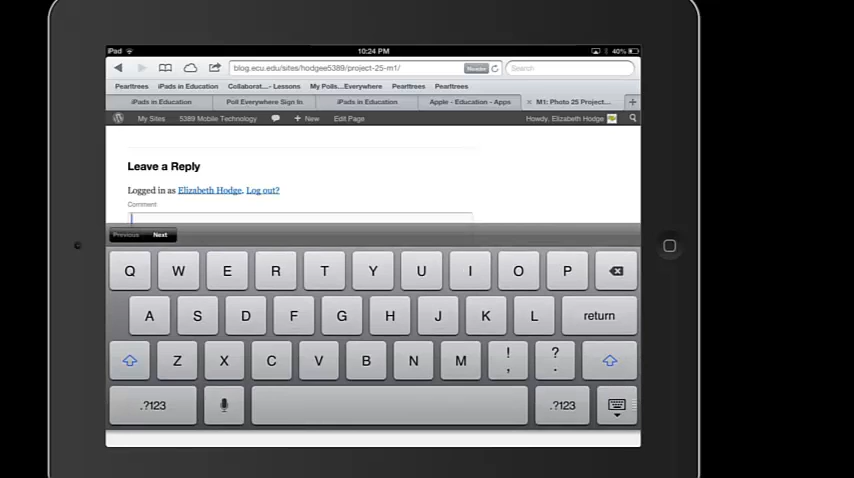 iPad 10:24 PM 40%
blog.ecu.edu/sites/hodgee5389/project-25-m1/ Reader Search
Pearltrees iPads in Education Collaborat...- Lessons My Polls...Everywhere Pearltrees Pearltrees
iPads in Education Poll Everywhere Sign In iPads in Education Apple - Education - Apps × M1: Photo 25 Project... +
My Sites 5389 Mobile Technology + New Edit Page Howdy, Elizabeth Hodge
Leave a Reply
Logged in as Elizabeth Hodge. Log out?
Comment
Previous Next
Q W E R T Y U I O P
A S D F G H J K L return
Z X C V B N M ! , ? .
.?123 .?123